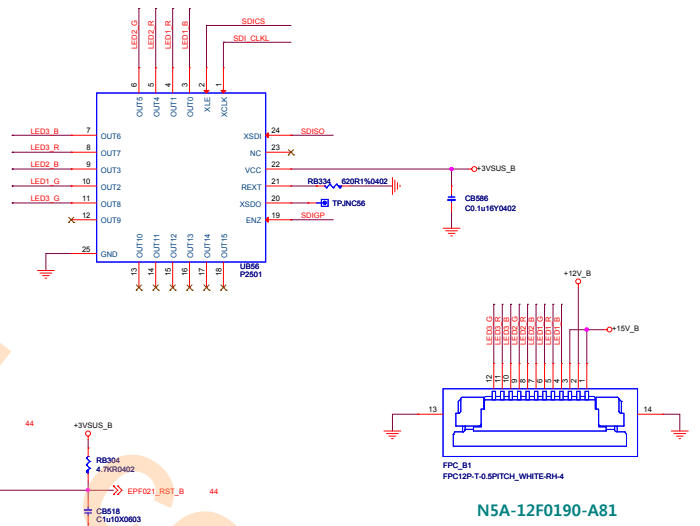 SDICS
SDI_CLKL
LED2_G
LED2_R
LED1_R
LED1_B
6
5
4
3
2
1
OUT5
OUT4
OUT1
OUT0
XLE
XCLK
LED3_B 7 OUT6
XSDI 24 SDISO
LED3_R 8 OUT7
NC 23
LED2_B 9 OUT3
VCC 22 +3VSUS_B
LED1_G 10 OUT2
REXT 21 RB334 620R1%0402
LED3_G 11 OUT8
XSDO 20 TPJNC56
12 OUT9
ENZ 19 SDIGP
CB586
C0.1u16Y0402
25 GND
OUT10
OUT11
OUT12
OUT13
OUT14
OUT15
13
14
15
16
17
18
UB56
P2501
+12V_B
+15V_B
LED3_G
LED3_R
LED3_B
LED2_G
LED2_R
LED2_B
LED1_G
LED1_R
LED1_B
12
11
10
9
8
7
6
5
4
3
2
1
13
14
FPC_B1
FPC12P-T-0.5PITCH_WHITE-RH-4
N5A-12F0190-A81
44
+3VSUS_B
RB304
4.7KR0402
EPF021_RST_B 44
CB518
C1u10X0603